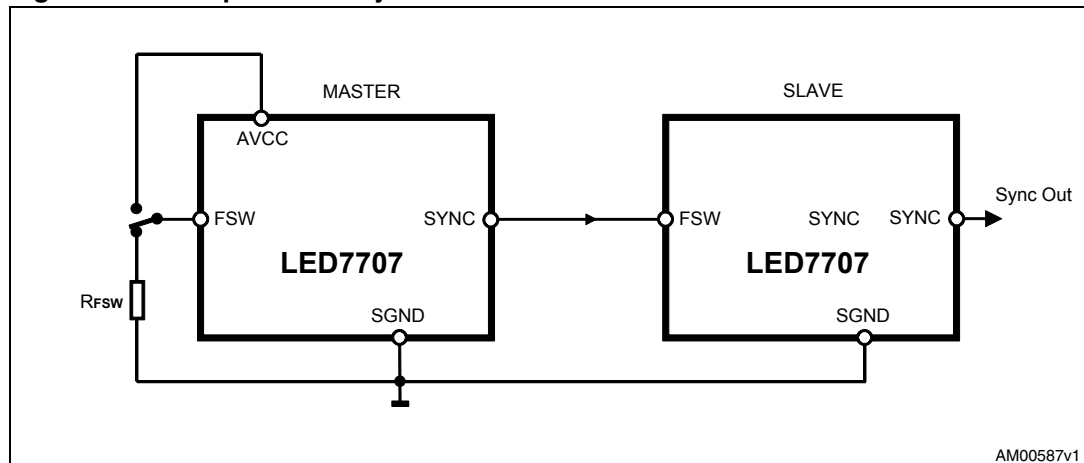 MASTER
SLAVE
AVCC
FSW
SYNC
FSW
SYNC
SYNC
Sync Out
LED7707
LED7707
RFSW
SGND
SGND
AM00587v1